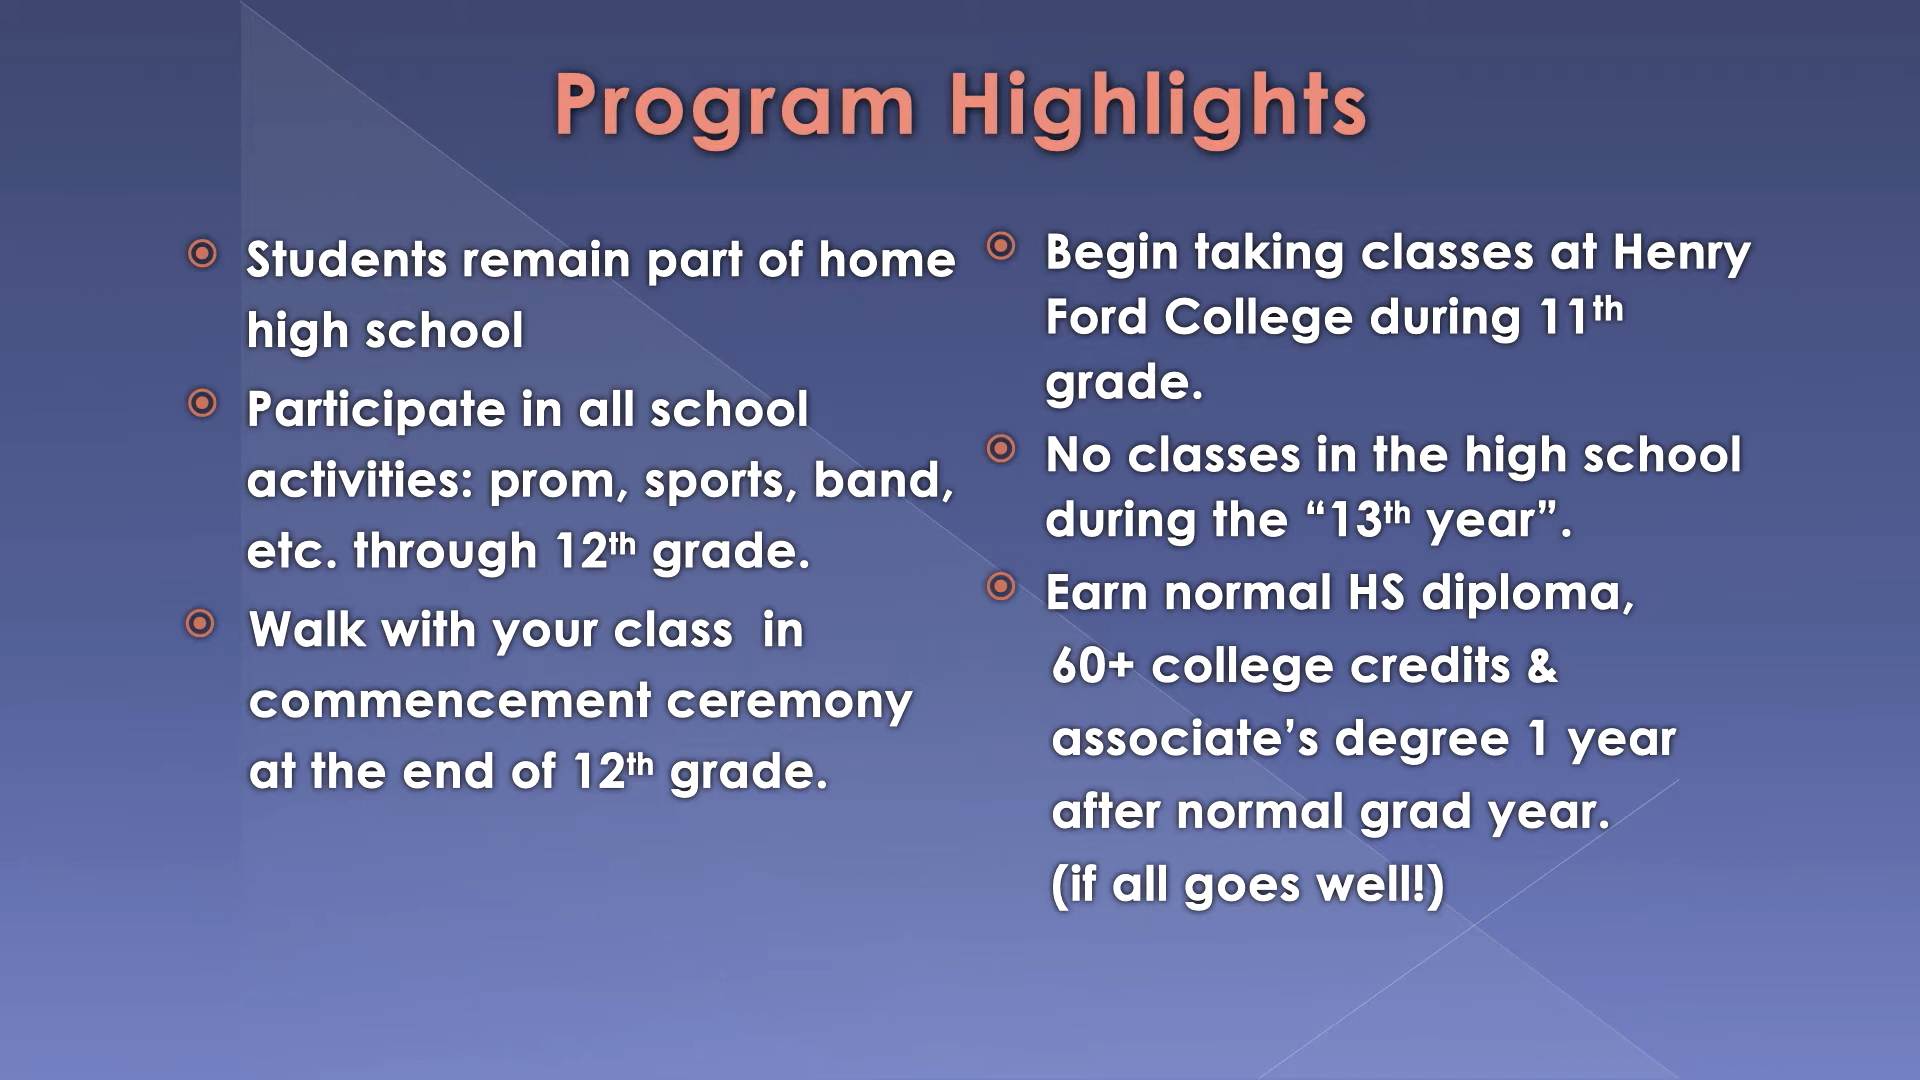 Program Highlights
Students remain part of home
high school
Participate in all school
activities: prom, sports, band,
etc. through 12th grade.
Walk with your class  in
commencement ceremony
at the end of 12th grade.
Begin taking classes at Henry
Ford College during 11th
grade.
No classes in the high school
during the “13th year”.
Earn normal HS diploma,
60+ college credits &
associate’s degree 1 year
after normal grad year.
(if all goes well!)